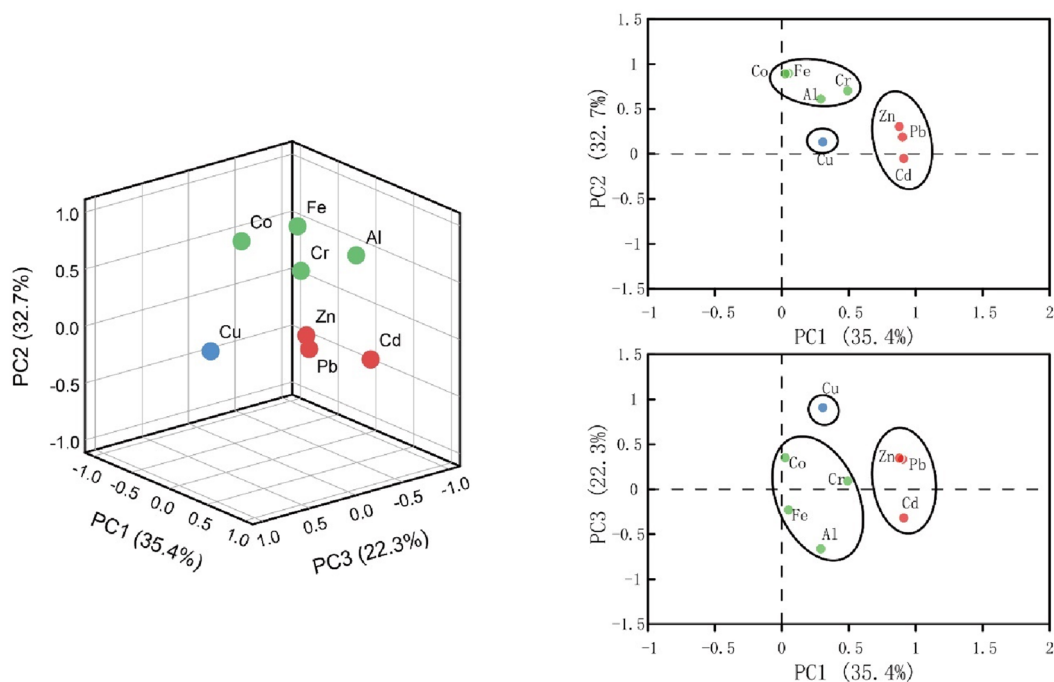 1.0
0.5
0.0
-0.5
-1.0
PC2 (32.7%)
Co
Fe
Al
Cr
Cu
Zn
Pb
Cd
-1.0
-0.5
0.0
0.5
1.0
PC1 (35.4%)
1.0
0.5
0.0
-0.5
-1.0
PC3 (22.3%)
1.5
1
0.5
0
-0.5
-1
-1.5
PC2 (32.7%)
Co
Fe
Al
Cr
Zn
Pb
Cd
Cu
-1
-0.5
0
0.5
1
1.5
2
PC1 (35.4%)
1.5
1
0.5
0
-0.5
-1
-1.5
PC3 (22.3%)
Cu
Co
Cr
Zn
Pb
Fe
Al
Cd
-1
-0.5
0
0.5
1
1.5
2
PC1 (35.4%)